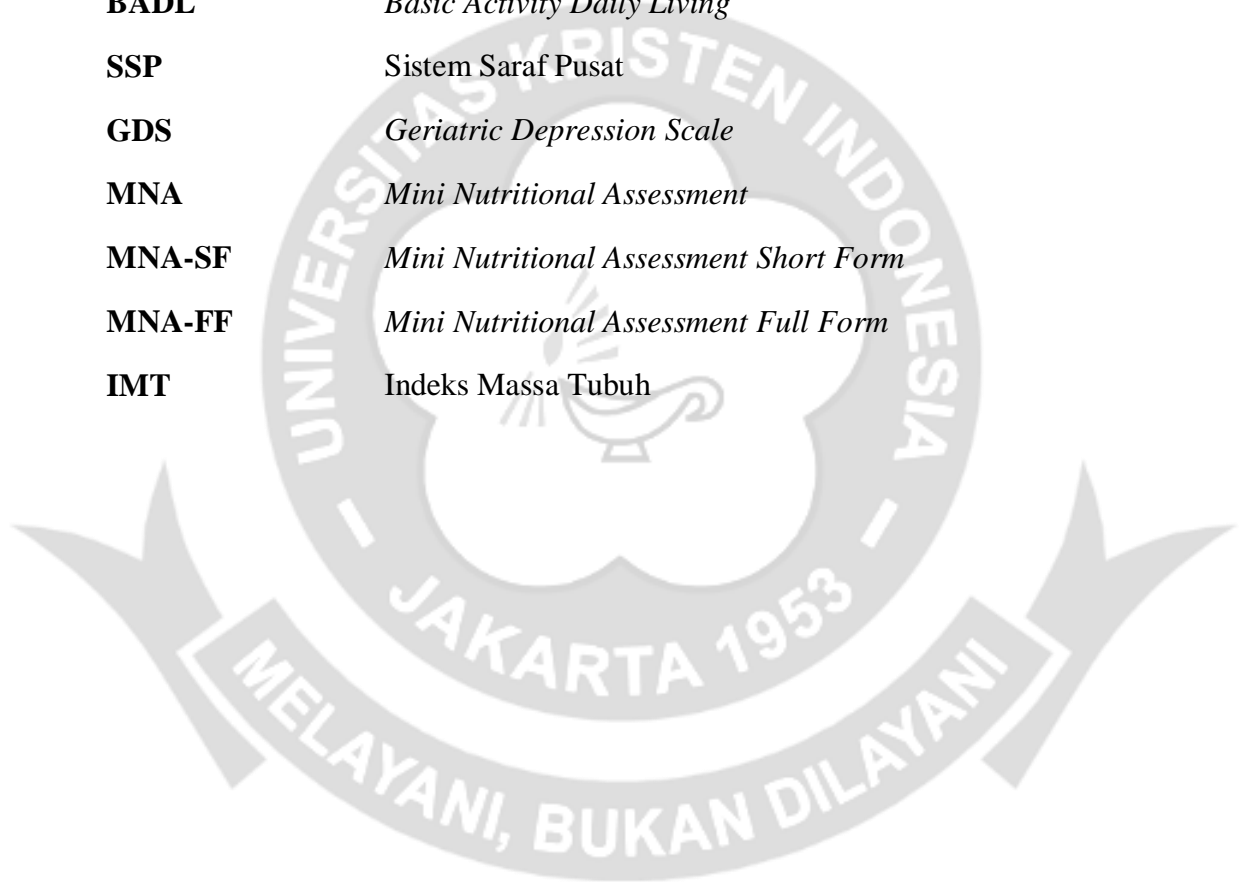 BADL Basic Activity Daily Living
SSP Sistem Saraf Pusat
GDS Geriatric Depression Scale
MNA Mini Nutritional Assessment
MNA-SF Mini Nutritional Assessment Short Form
MNA-FF Mini Nutritional Assessment Full Form
IMT Indeks Massa Tubuh
UNIVERSITAS KRISTEN INDONESIA
JAKARTA 1953
MELAYANI, BUKAN DILAYANI